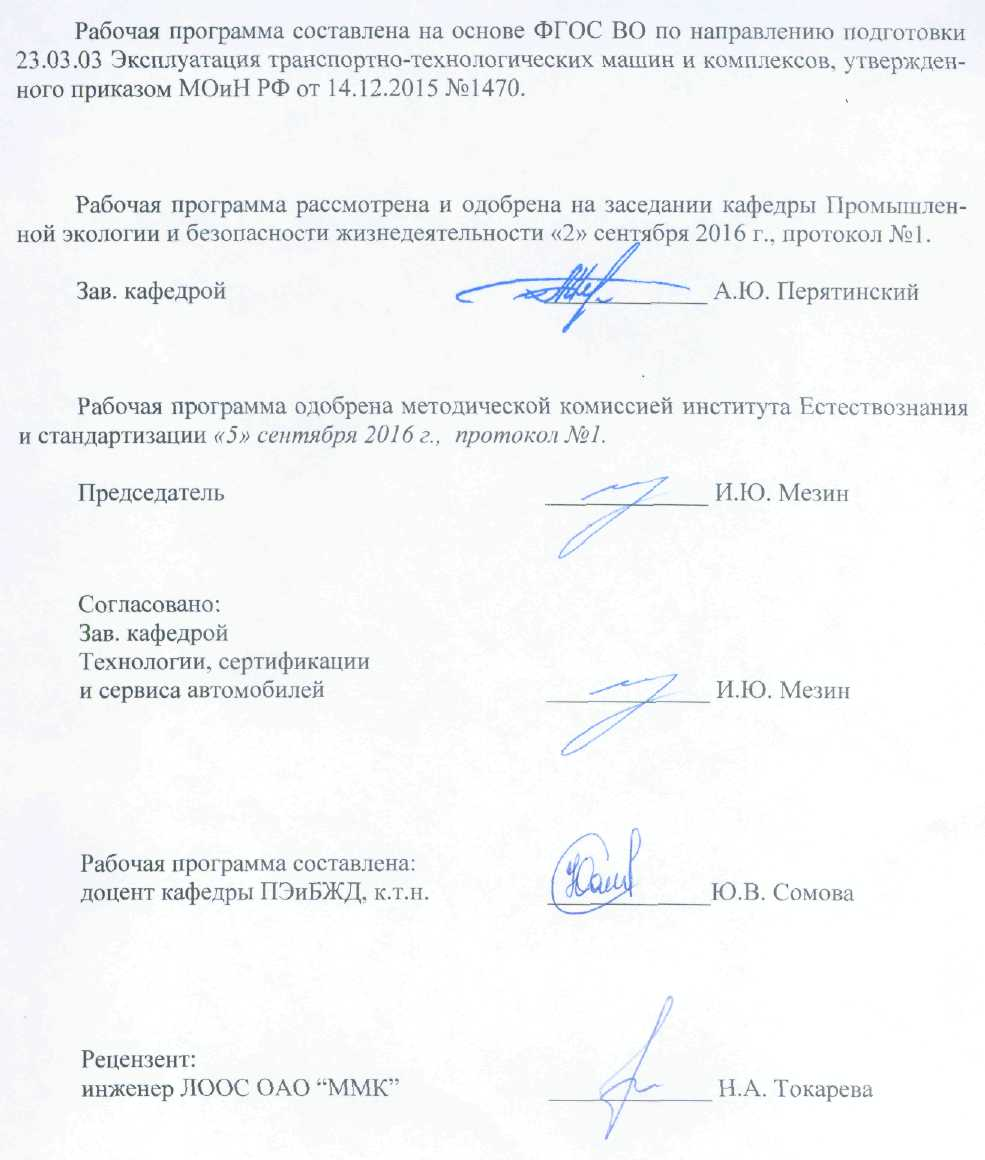 Рабочая программа составлена на основе ФГОС ВО по направлению подготовки
23.03.03 Эксплуатация транспортно-технологических машин и комплексов, утвержден-
ного приказом МОиН РФ от 14.12.2015 №1470.
Рабочая программа рассмотрена и одобрена на заседании кафедры Промышлен-
ной экологии и безопасности жизнедеятельности «2» сентября 2016 г., протокол №1.
Зав. кафедрой А.Ю. Перятинский
Рабочая программа одобрена методической комиссией института Естествознания
и стандартизации «5» сентября 2016 г., протокол №1.
Председатель И.Ю. Мезин
Согласовано:
Зав. кафедрой
Технологии, сертификации
и сервиса автомобилей И.Ю. Мезин
Рабочая программа составлена:
доцент кафедры ПЭиБЖД, к.т.н. Ю.В. Сомова
Рецензент:
инженер ЛООС ОАО “ММК” Н.А. Токарева